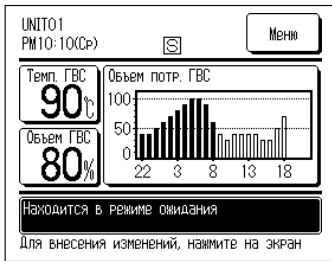 UNIT01
PM10:10(Ср)
S
Меню
Темп. ГВС
90℃
Объем ГВС
80%
Объем потр. ГВС
100
50
0
22 3 8 13 18
Находится в режиме ожидания
Для внесения изменений, нажмите на экран